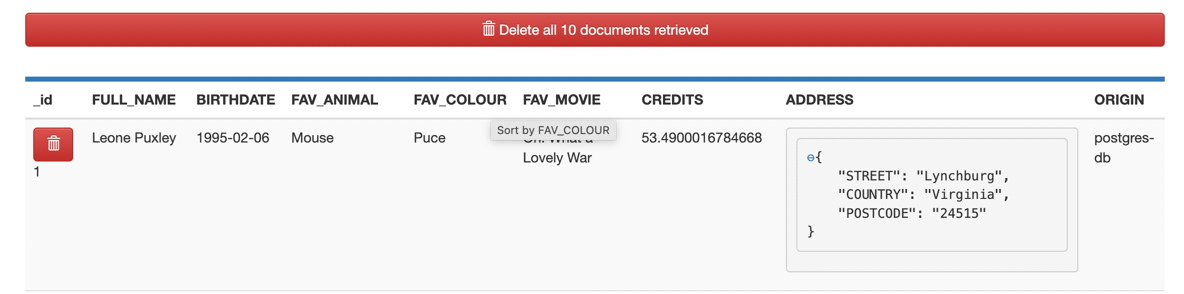 Delete all 10 documents retrieved
_id FULL_NAME BIRTHDATE FAV_ANIMAL FAV_COLOUR FAV_MOVIE CREDITS ADDRESS ORIGIN
Leone Puxley 1995-02-06 Mouse Puce 53.4900016784668 postgres-
Sort by FAV_COLOUR
Lovely War db
1
⊖{
"STREET": "Lynchburg",
"COUNTRY": "Virginia",
"POSTCODE": "24515"
}